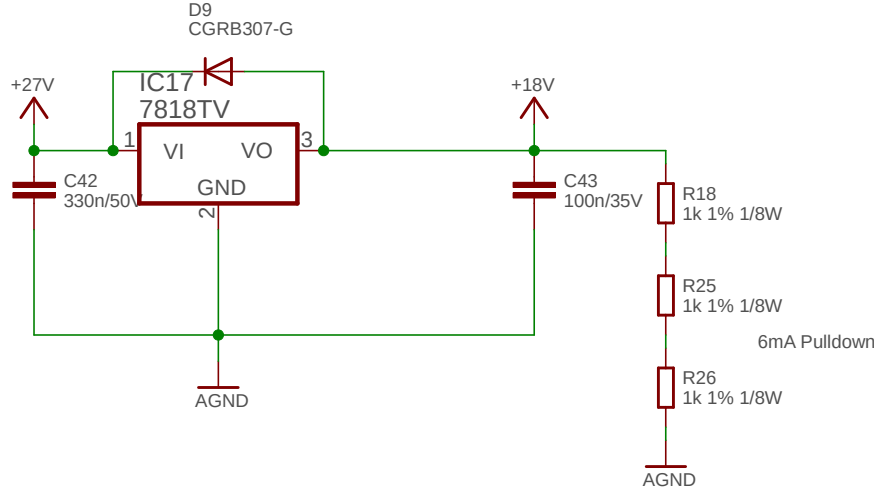 D9
CGRB307-G
+27V
IC17
7818TV
+18V
1
VI
VO
3
GND
2
C42
330n/50V
C43
100n/35V
R18
1k 1% 1/8W
R25
1k 1% 1/8W
6mA Pulldown
R26
1k 1% 1/8W
AGND
AGND